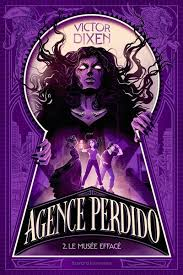 VICTOR
DIXEN
AGENCE PERDIDO
2. LE MUSÉE EFFACÉ